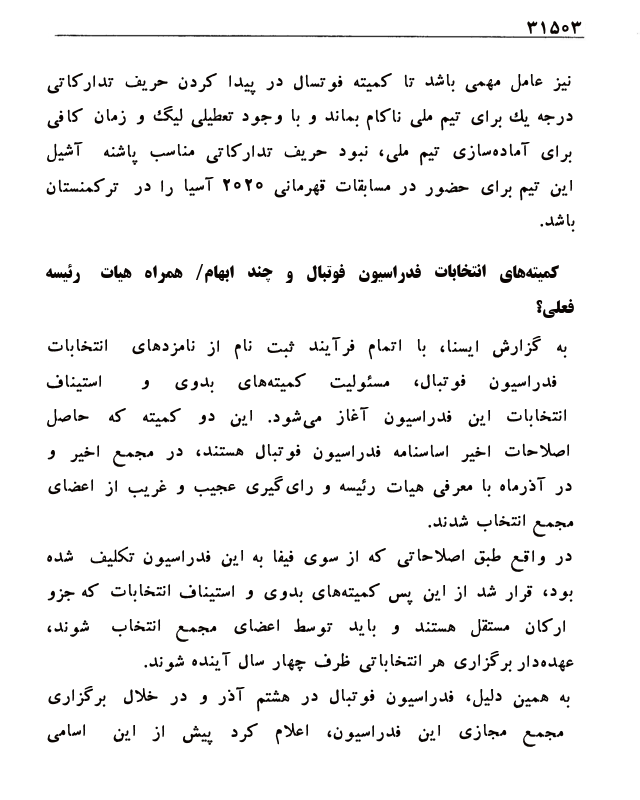 ۳۱۵۰۳
نیز عامل مهمی باشد تا کمیته فوتسال در پیدا کردن حریف تدارکاتی
درجه یك برای تیم ملی ناکام بماند و با وجود تعطیلی لیگ و زمان کافی
برای آماده‌سازی تیم ملی، نبود حریف تدارکاتی مناسب پاشنه آشیل
این تیم برای حضور در مسابقات قهرمانی ۲۰۲۰ آسیا را در ترکمنستان
باشد.
کمیته‌های انتخابات فدراسیون فوتبال و چند ابهام/ همراه هیات رئیسه
فعلی؟
به گزارش ایسنا، با اتمام فرآیند ثبت نام از نامزدهای انتخابات
فدراسیون فوتبال، مسئولیت کمیته‌های بدوی و استیناف
انتخابات این فدراسیون آغاز می‌شود. این دو کمیته که حاصل
اصلاحات اخیر اساسنامه فدراسیون فوتبال هستند، در مجمع اخیر و
در آذرماه با معرفی هیات رئیسه و رای‌گیری عجیب و غریب از اعضای
مجمع انتخاب شدند.
در واقع طبق اصلاحاتی که از سوی فیفا به این فدراسیون تکلیف شده
بود، قرار شد از این پس کمیته‌های بدوی و استیناف انتخابات که جزو
ارکان مستقل هستند و باید توسط اعضای مجمع انتخاب شوند،
عهده‌دار برگزاری هر انتخاباتی ظرف چهار سال آینده شوند.
به همین دلیل، فدراسیون فوتبال در هشتم آذر و در خلال برگزاری
مجمع مجازی این فدراسیون، اعلام کرد پیش از این اسامی